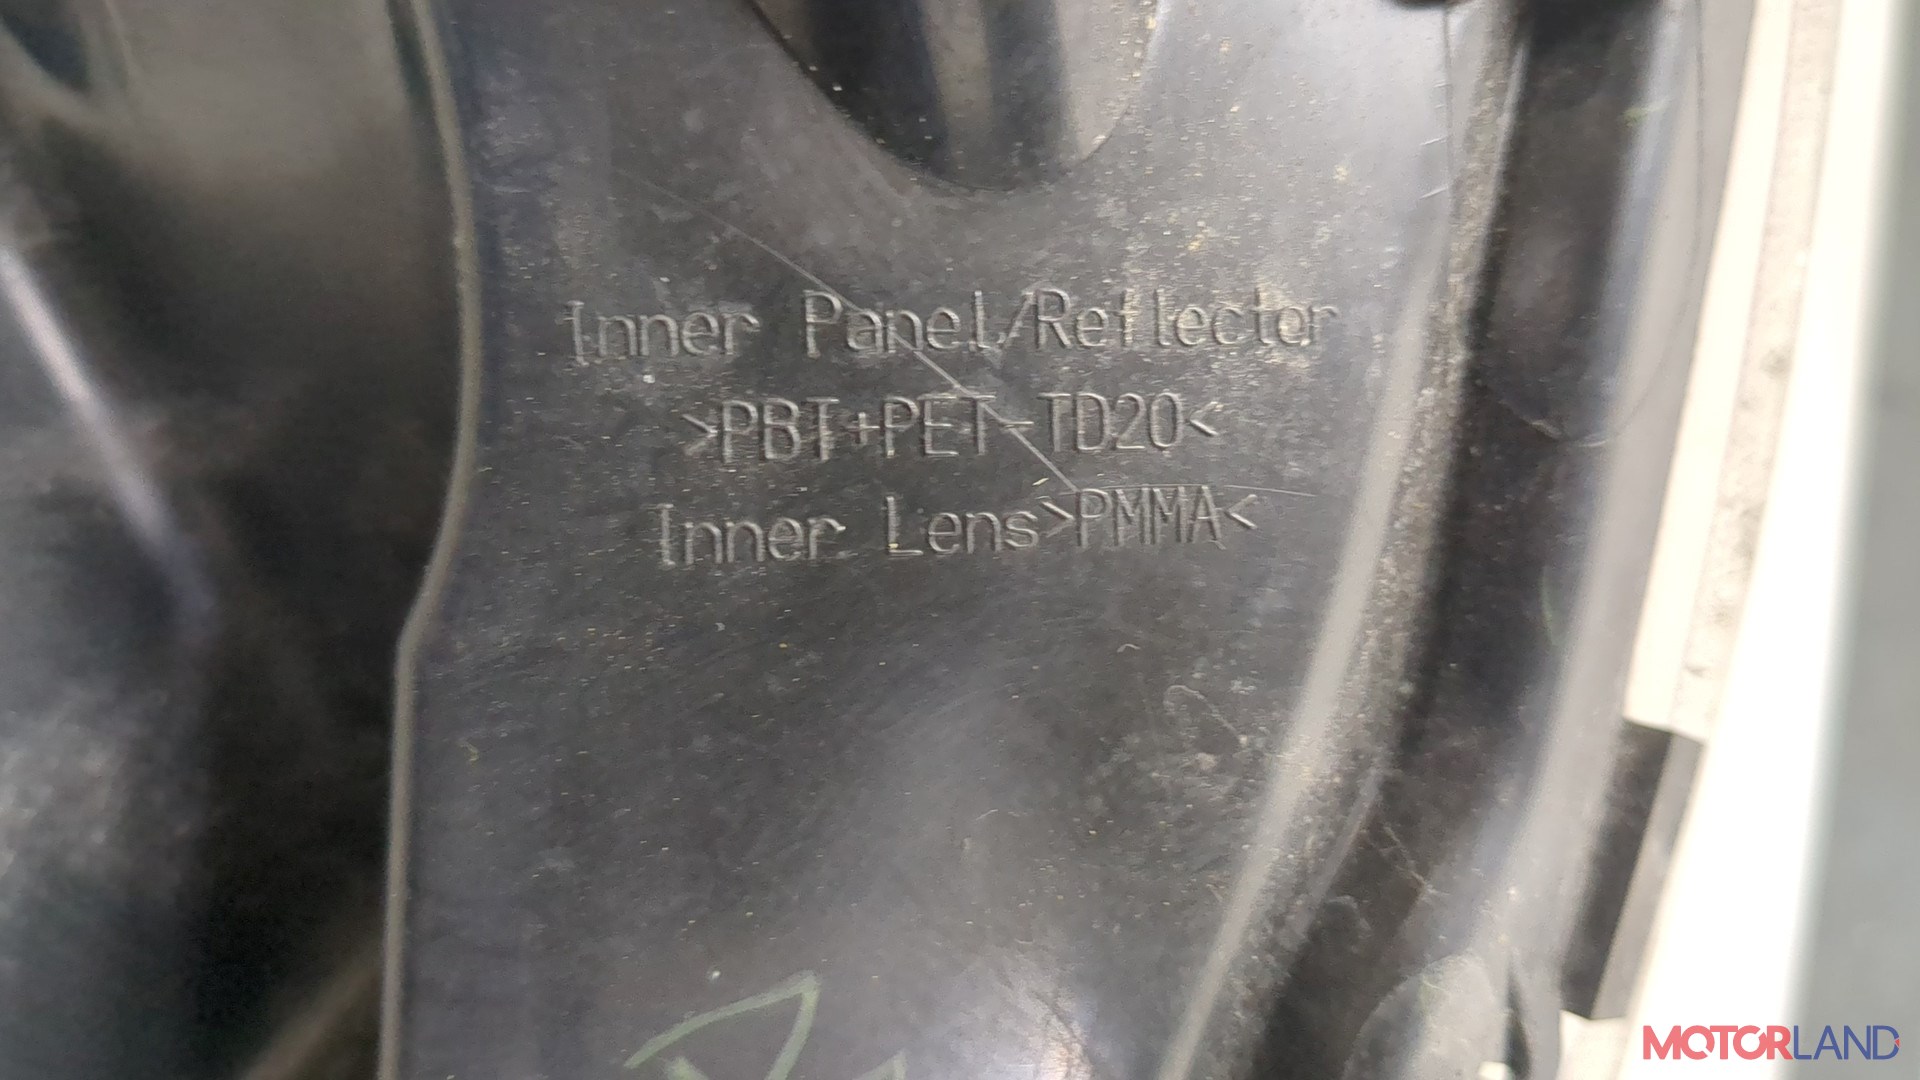 Inner Panel/Reflector
>PBT+PET-TD20<
Inner Lens>PMMA<
MOTORLAND